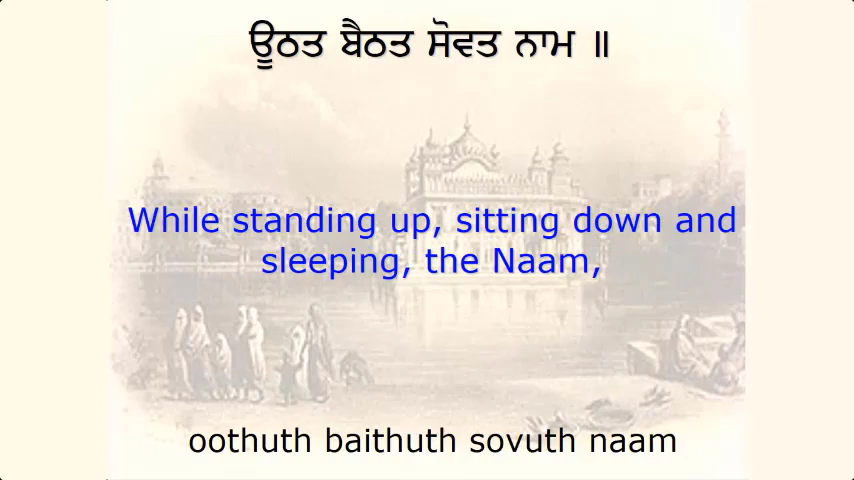 ਊਠਤ ਬੈਠਤ ਸੋਵਤ ਨਾਮ ॥
While standing up, sitting down and
sleeping, the Naam,
oothuth baithuth sovuth naam